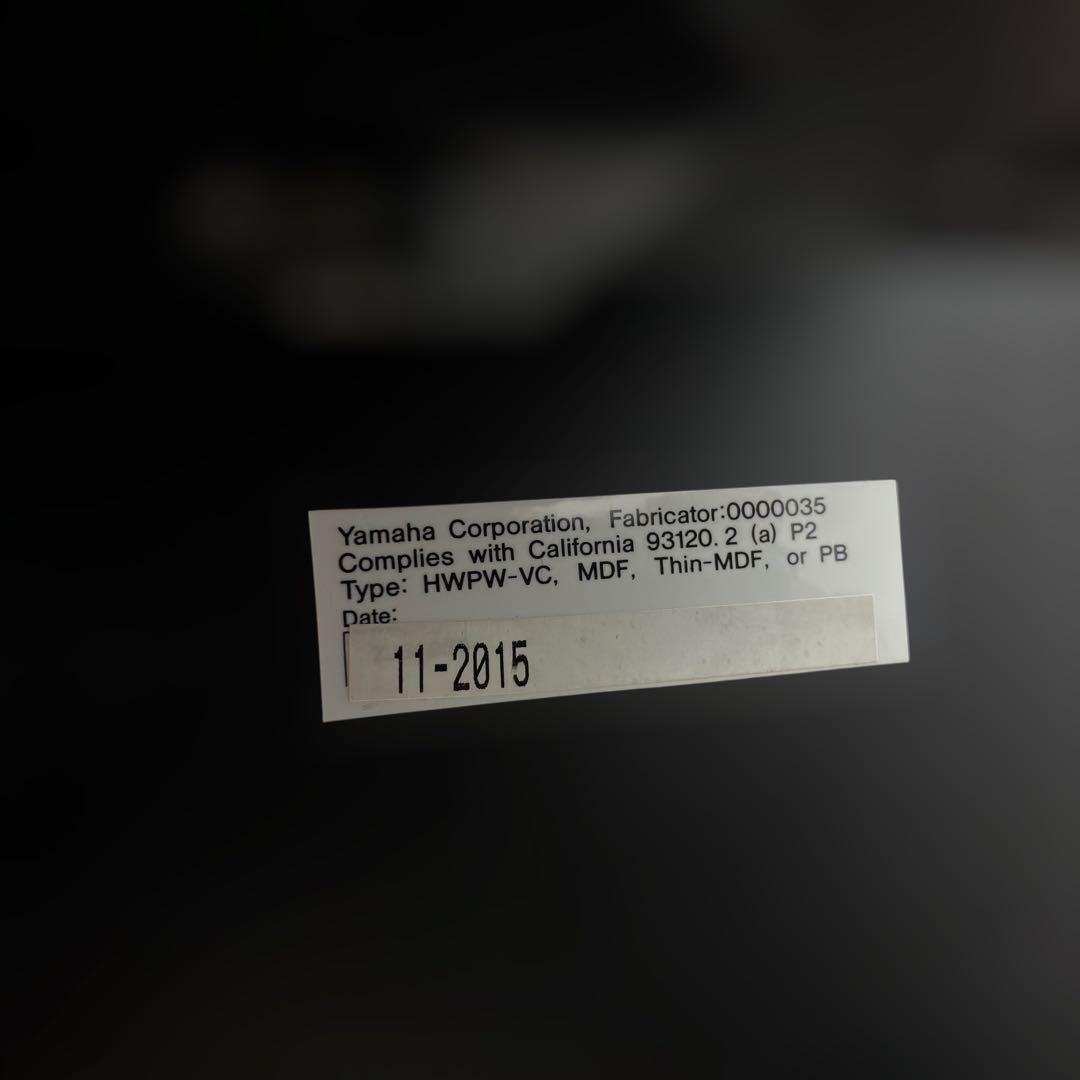 Yamaha Corporation, Fabricator:0000035
Complies with California 93120.2 (a) P2
Type: HWPW-VC, MDF, Thin-MDF, or PB
Date:
11-2015